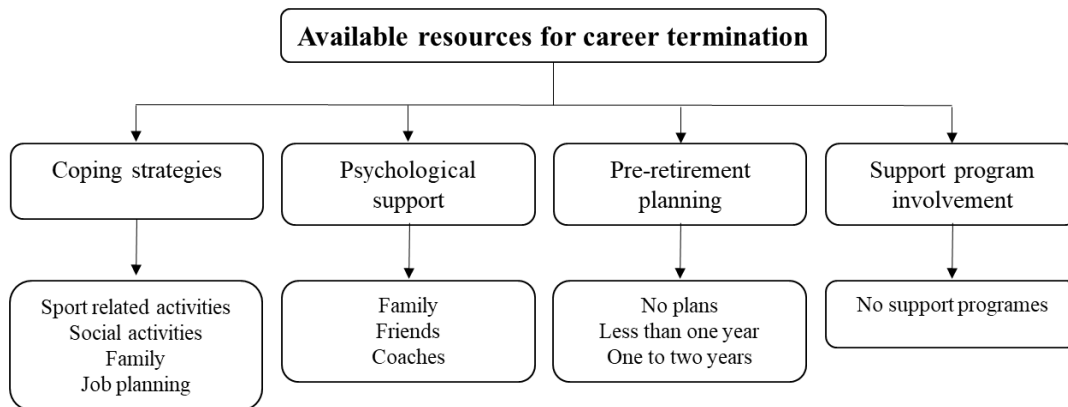 Available resources for career termination
Coping strategies
Psychological
support
Pre-retirement
planning
Support program
involvement
Sport related activities
Social activities
Family
Job planning
Family
Friends
Coaches
No plans
Less than one year
One to two years
No support programes